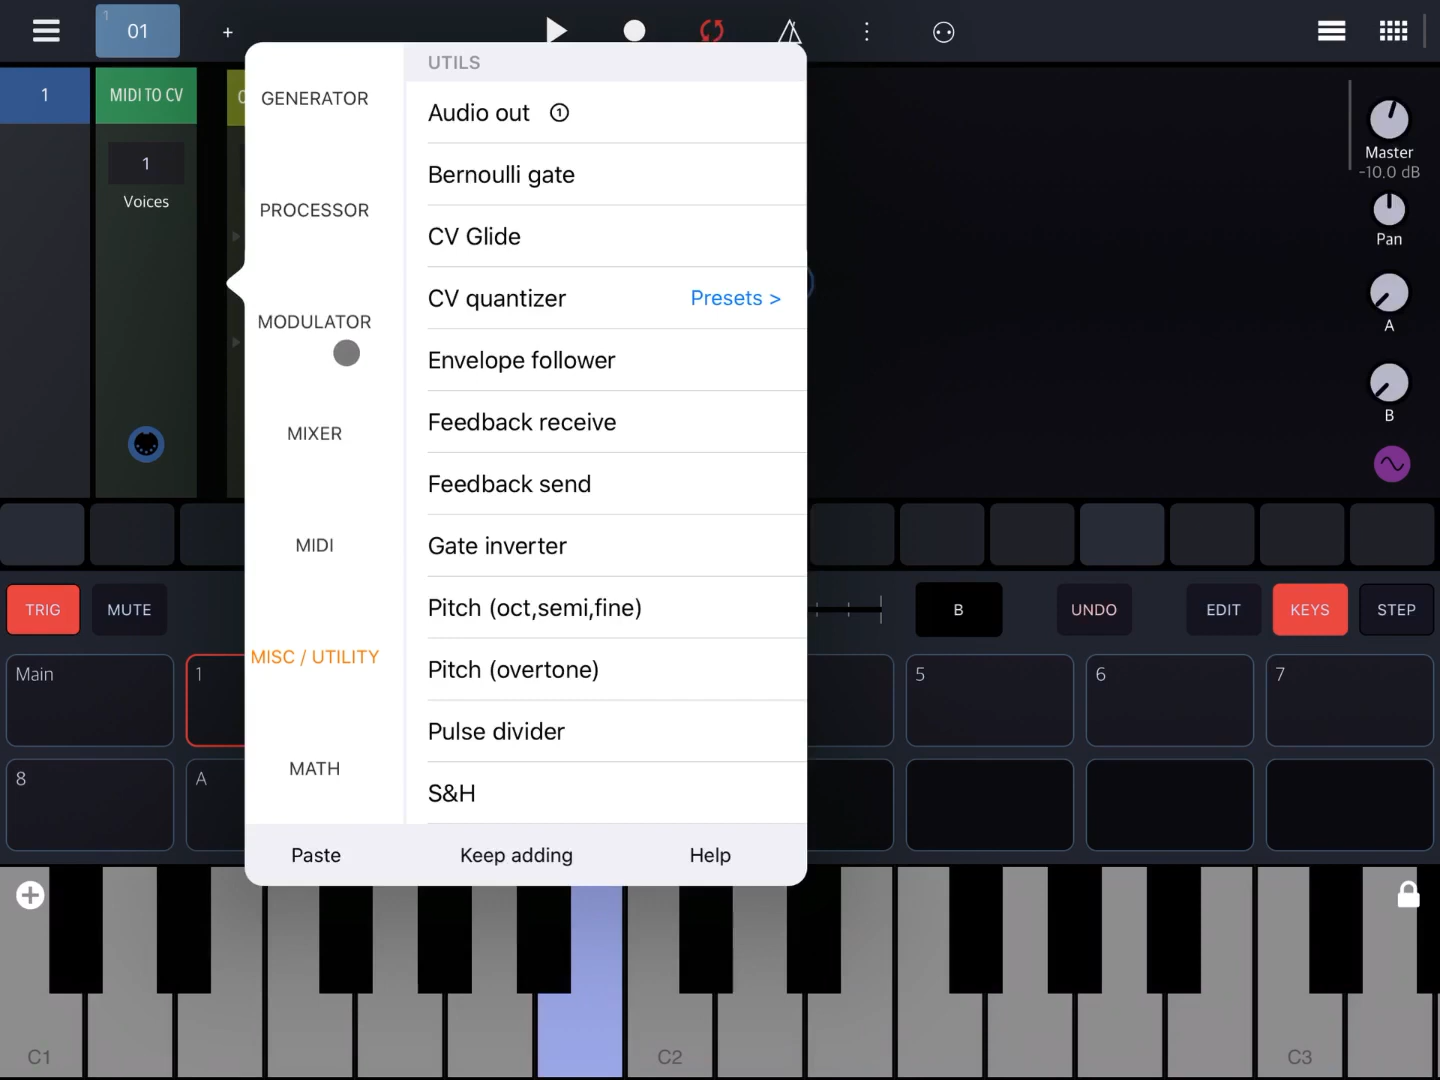 1
01
+
1
MIDI TO CV
1
Voices
UTILS
GENERATOR
PROCESSOR
MODULATOR
MIXER
MIDI
MISC / UTILITY
MATH
Audio out 1
Bernoulli gate
CV Glide
CV quantizer Presets >
Envelope follower
Feedback receive
Feedback send
Gate inverter
Pitch (oct,semi,fine)
Pitch (overtone)
Pulse divider
S&H
Paste Keep adding Help
Master
-10.0 dB
Pan
A
B
TRIG MUTE B UNDO EDIT KEYS STEP
Main 1 5 6 7
8 A
C1 C2 C3